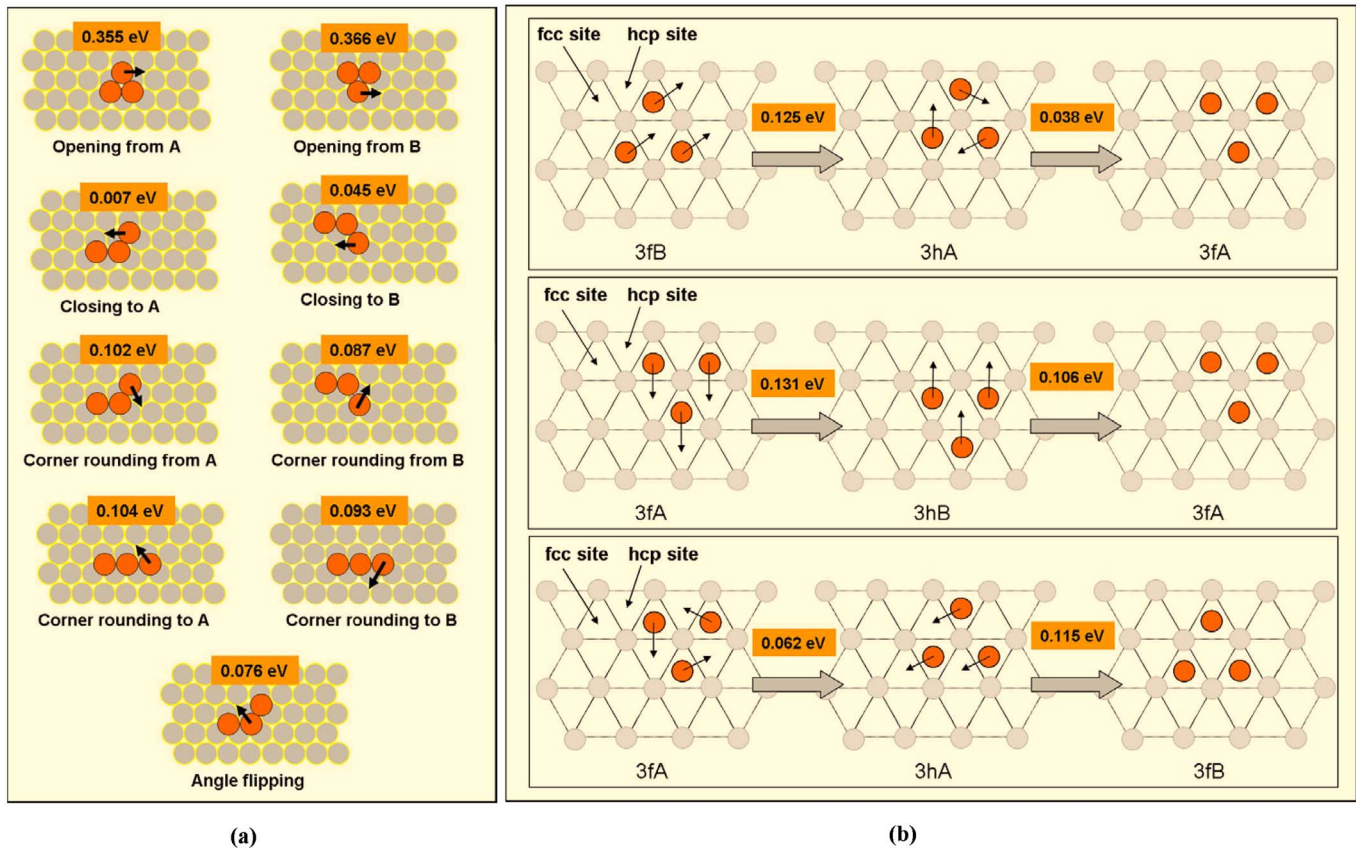 0.355 eV
0.366 eV
Opening from A
Opening from B
0.007 eV
0.045 eV
Closing to A
Closing to B
0.102 eV
0.087 eV
Corner rounding from A
Corner rounding from B
0.104 eV
0.093 eV
Corner rounding to A
Corner rounding to B
0.076 eV
Angle flipping
(a)
fcc site
hcp site
0.125 eV
0.038 eV
3fB
3hA
3fA
fcc site
hcp site
0.131 eV
0.106 eV
3fA
3hB
3fA
fcc site
hcp site
0.062 eV
0.115 eV
3fA
3hA
3fB
(b)